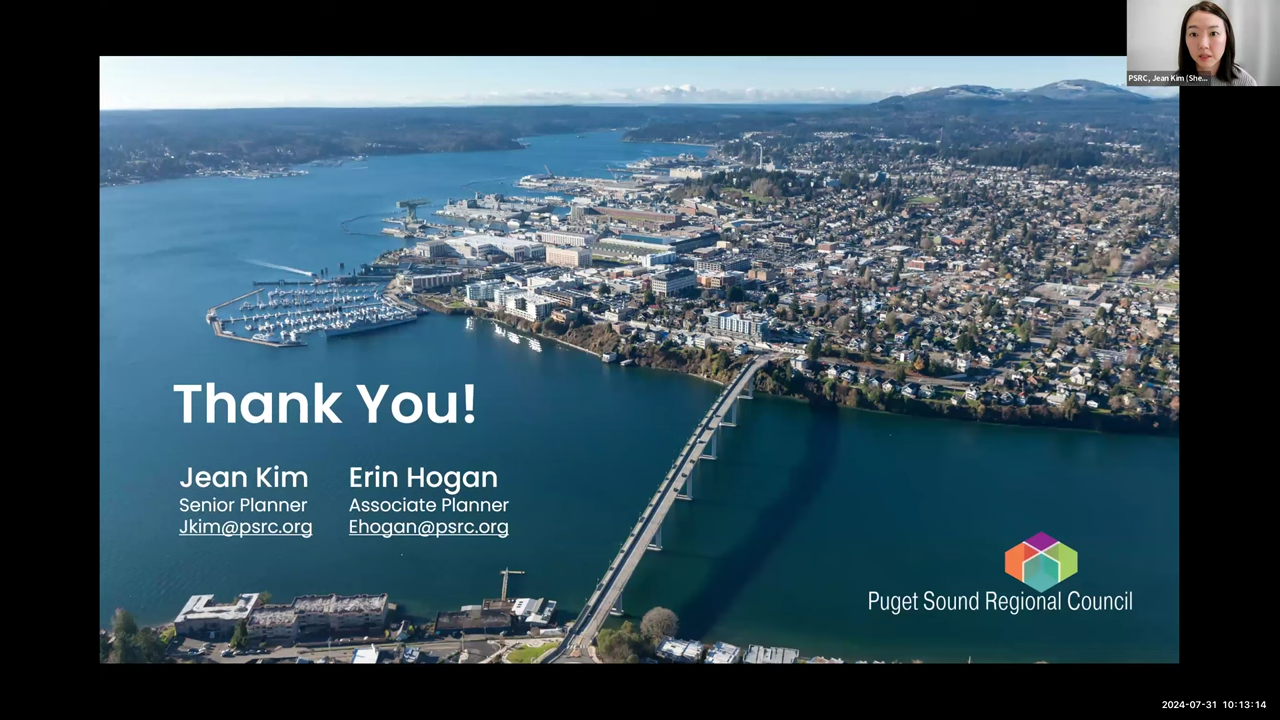 PSRC, Jean Kim (She...
Thank You!
Jean Kim
Senior Planner
Jkim@psrc.org
Erin Hogan
Associate Planner
Ehogan@psrc.org
Puget Sound Regional Council
2024-07-31 10:13:14